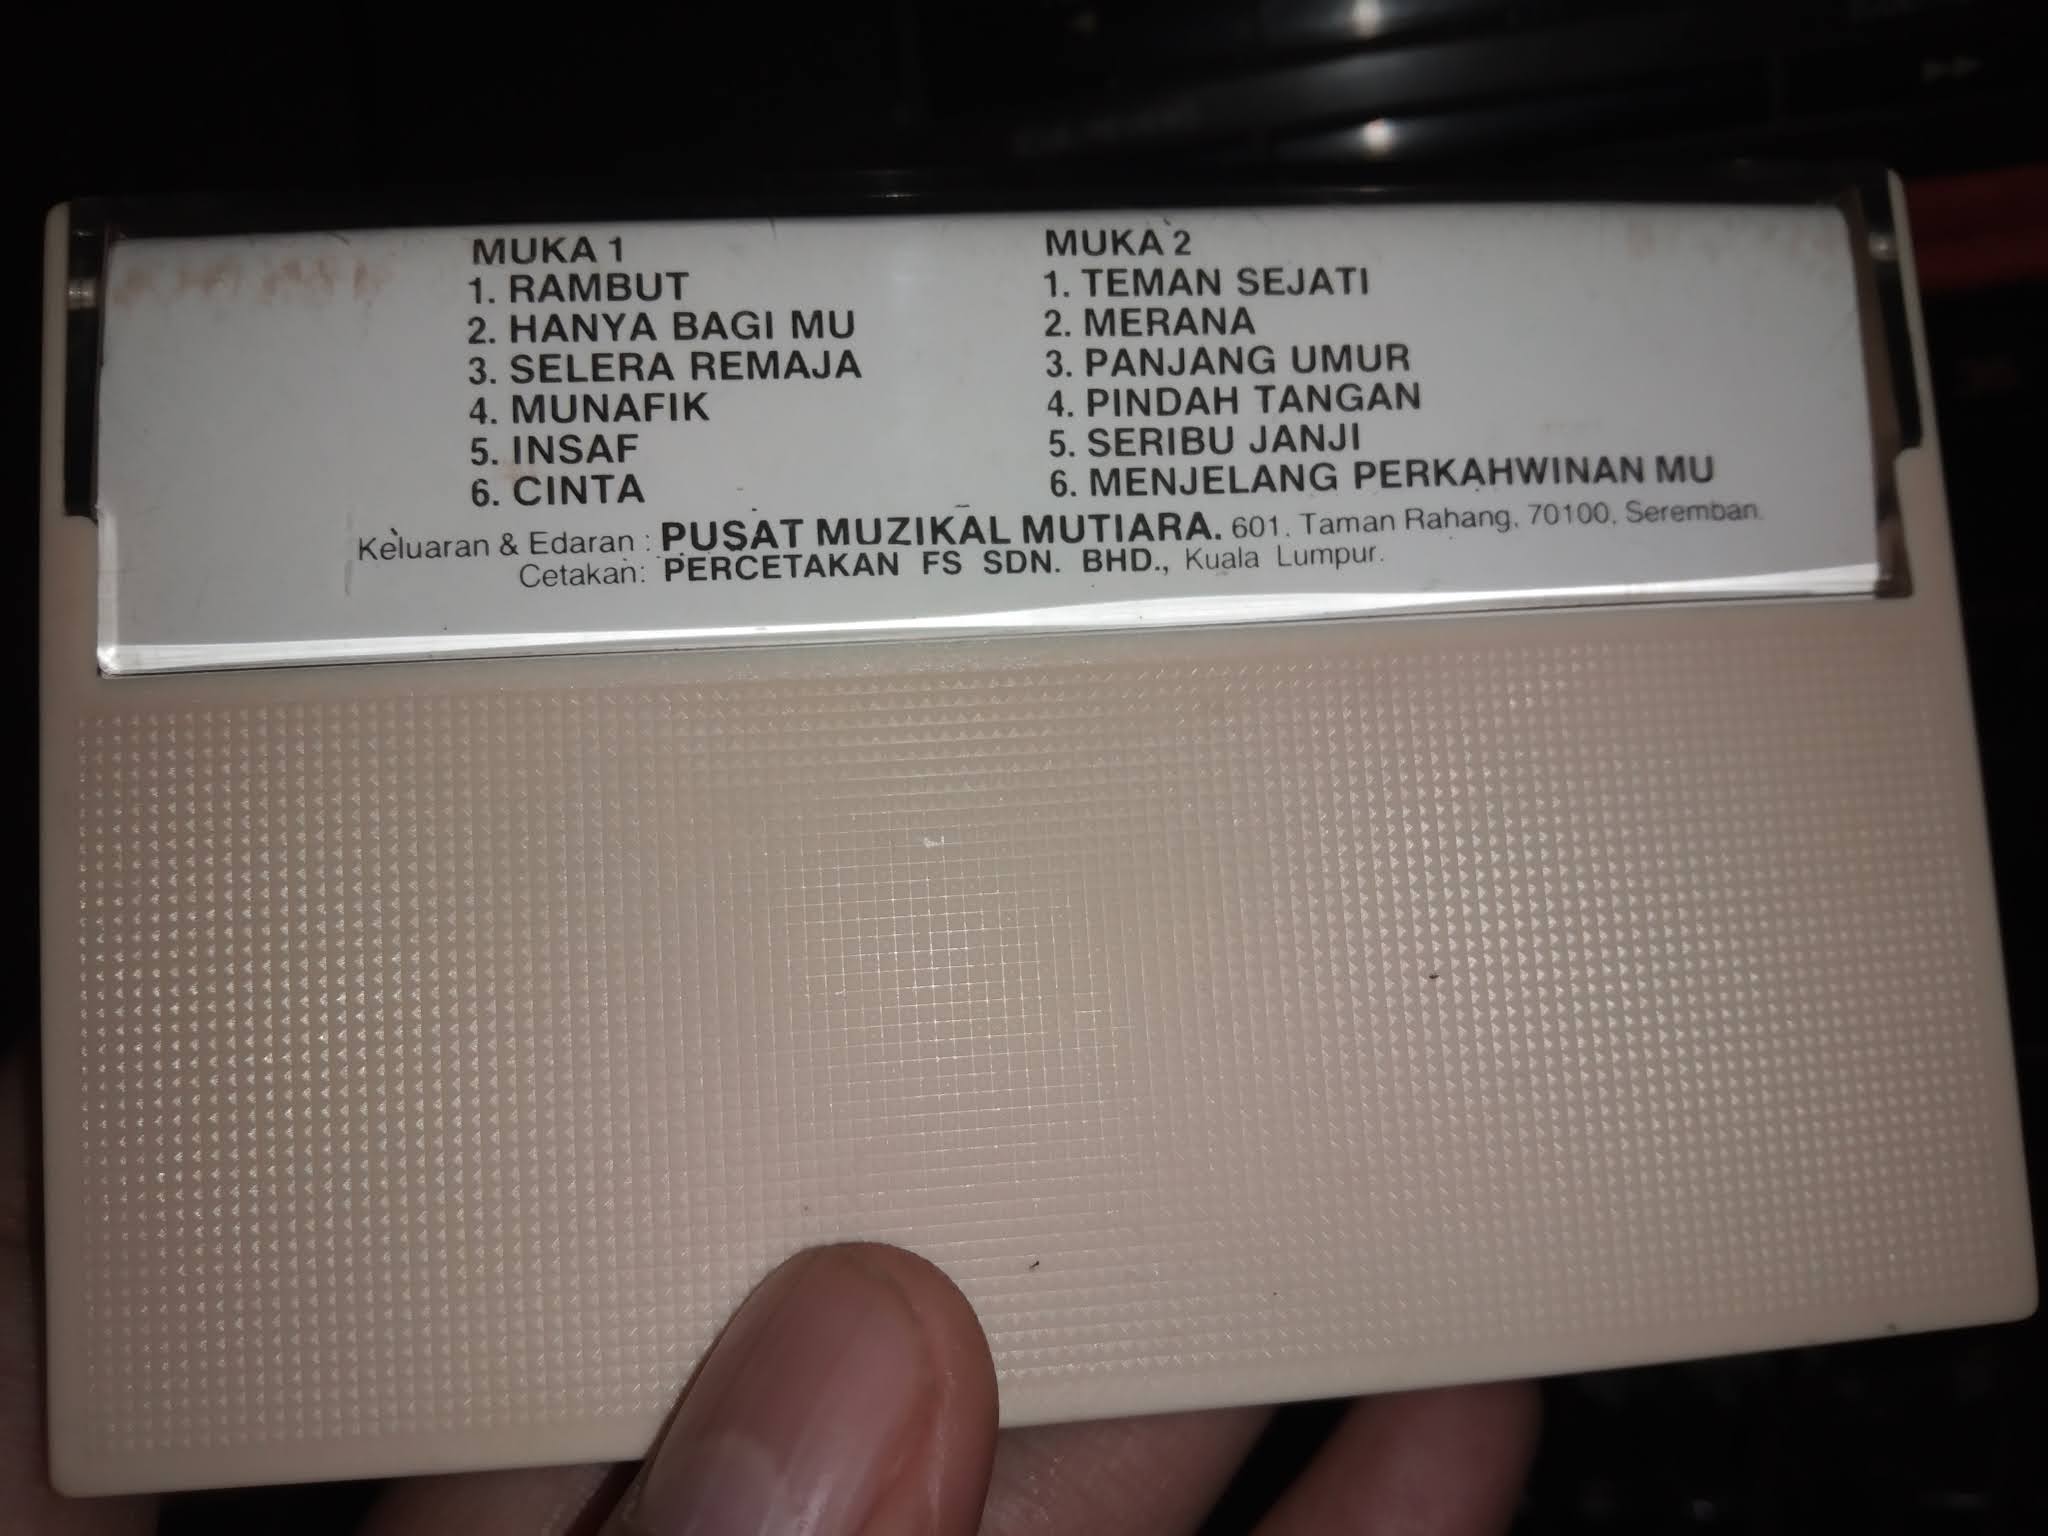 MUKA 1
1. RAMBUT
2. HANYA BAGI MU
3. SELERA REMAJA
4. MUNAFIK
5. INSAF
6. CINTA
MUKA 2
1. TEMAN SEJATI
2. MERANA
3. PANJANG UMUR
4. PINDAH TANGAN
5. SERIBU JANJI
6. MENJELANG PERKAHWINAN MU
Keluaran & Edaran : PUSAT MUZIKAL MUTIARA. 601, Taman Rahang, 70100, Seremban.
Cetakan: PERCETAKAN FS SDN. BHD., Kuala Lumpur.